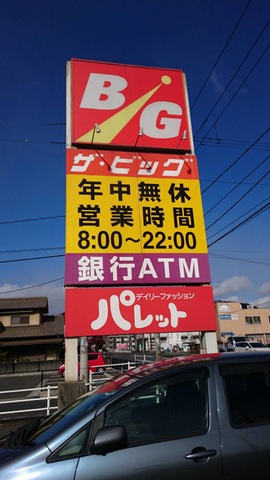 BIG
ザ・ビッグ
年中無休
営業時間
8:00～22:00
銀行ATM
デイリーファッション
パレット